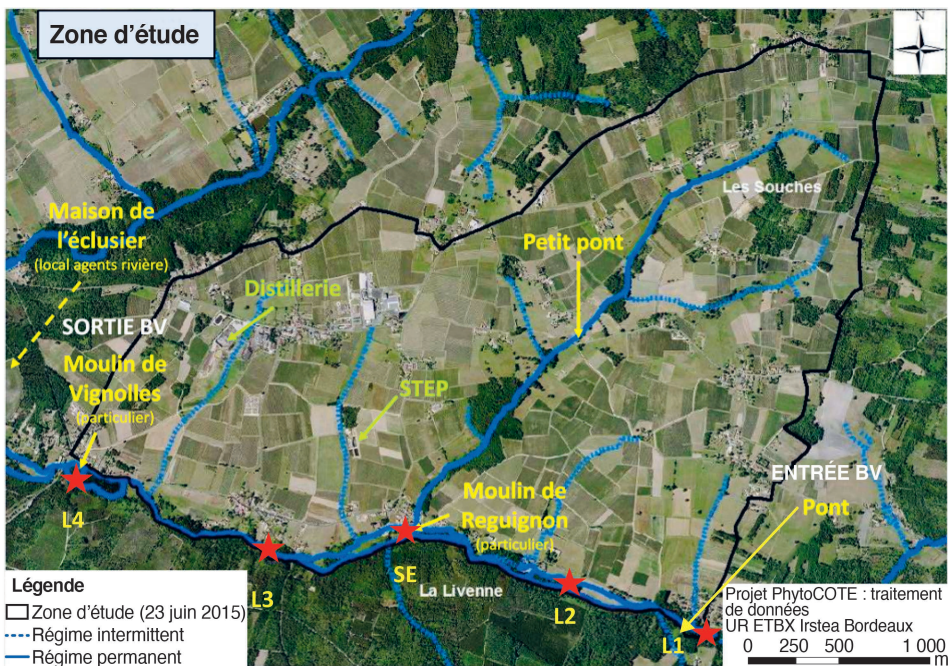 Zone d'étude
N
Les Souches
Maison de
l'éclusier
(local agents rivière)
Petit pont
Distillerie
SORTIE BV
Moulin de
Vignolles
(particulier)
STEP
ENTRÉE BV
Moulin de
Reguignon
(particulier)
Pont
L4
SE
La Livenne
L3
L2
L1
Légende
Zone d'étude (23 juin 2015)
Régime intermittent
Régime permanent
Projet PhytoCOTE : traitement
de données
UR ETBX Irstea Bordeaux
0 250 500 1 000
m